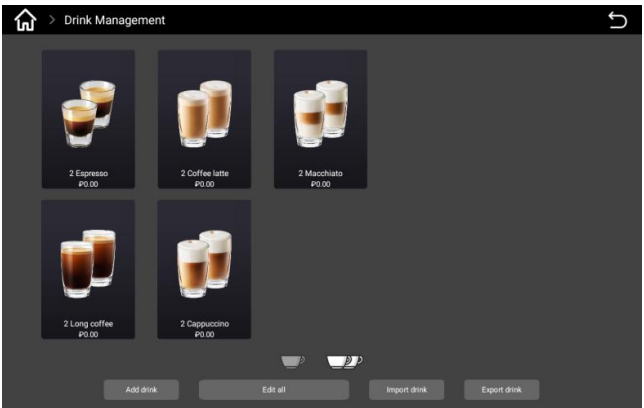 > Drink Management
2 Espresso
₽0.00
2 Coffee latte
₽0.00
2 Macchiato
₽0.00
2 Long coffee
₽0.00
2 Cappuccino
₽0.00
Add drink
Edit all
Import drink
Export drink